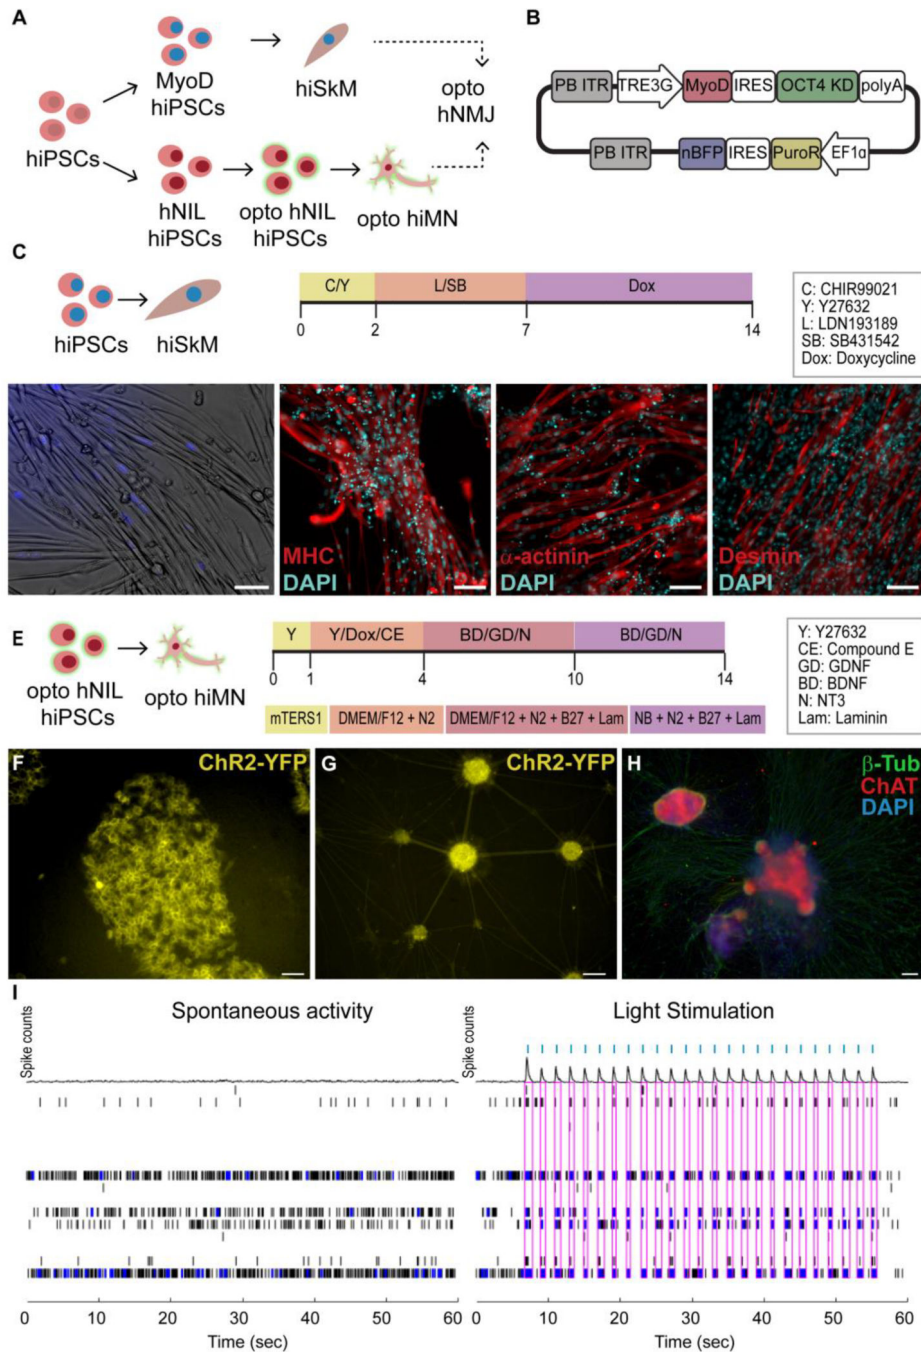 A
hiPSCs
MyoD
hiPSCs
hiSkM
opto
hNMJ
hNIL
hiPSCs
opto hNIL
hiPSCs
opto hiMN
B
PB ITR TRE3G MyoD IRES OCT4 KD polyA
PB ITR nBFP IRES PuroR EF1α
C
hiPSCs hiSkM
C/Y L/SB Dox
0 2 7 14
C: CHIR99021
Y: Y27632
L: LDN193189
SB: SB431542
Dox: Doxycycline
MHC
DAPI
α-actinin
DAPI
Desmin
DAPI
E
opto hNIL
hiPSCs
opto hiMN
Y Y/Dox/CE BD/GD/N BD/GD/N
0 1 4 10 14
mTERS1 DMEM/F12 + N2 DMEM/F12 + N2 + B27 + Lam NB + N2 + B27 + Lam
Y: Y27632
CE: Compound E
GD: GDNF
BD: BDNF
N: NT3
Lam: Laminin
F ChR2-YFP
G ChR2-YFP
H β-Tub
ChAT
DAPI
I
Spontaneous activity Light Stimulation
Spike counts Spike counts
0 10 20 30 40 50 60 0 10 20 30 40 50 60
Time (sec) Time (sec)